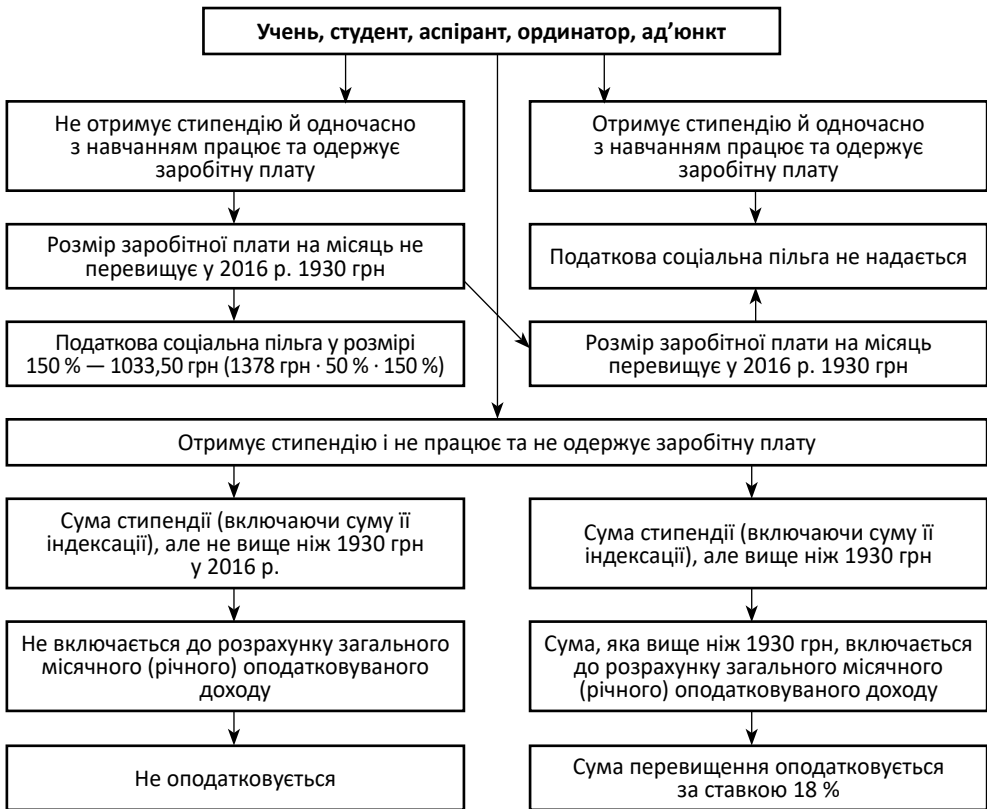 Учень, студент, аспірант, ординатор, ад’юнкт
Не отримує стипендію й одночасно
з навчанням працює та одержує
заробітну плату
Отримує стипендію й одночасно
з навчанням працює та одержує
заробітну плату
Розмір заробітної плати на місяць не
перевищує у 2016 р. 1930 грн
Податкова соціальна пільга не надається
Податкова соціальна пільга у розмірі
150 % — 1033,50 грн (1378 грн · 50 % · 150 %)
Розмір заробітної плати на місяць
перевищує у 2016 р. 1930 грн
Отримує стипендію і не працює та не одержує заробітну плату
Сума стипендії (включаючи суму її
індексації), але не вище ніж 1930 грн
у 2016 р.
Сума стипендії (включаючи суму її
індексації), але вище ніж 1930 грн
Не включається до розрахунку загального
місячного (річного) оподатковуваного
доходу
Сума, яка вище ніж 1930 грн, включається
до розрахунку загального місячного
(річного) оподатковуваного доходу
Не оподатковується
Сума перевищення оподатковується
за ставкою 18 %